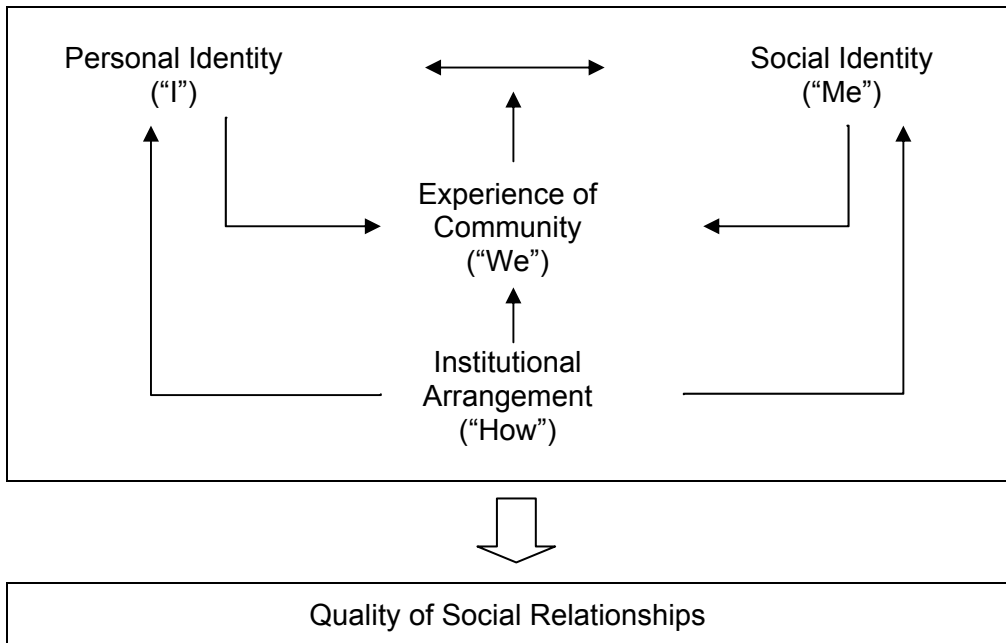 Personal Identity
(“I”)
Social Identity
(“Me”)
Experience of
Community
(“We”)
Institutional
Arrangement
(“How”)
Quality of Social Relationships